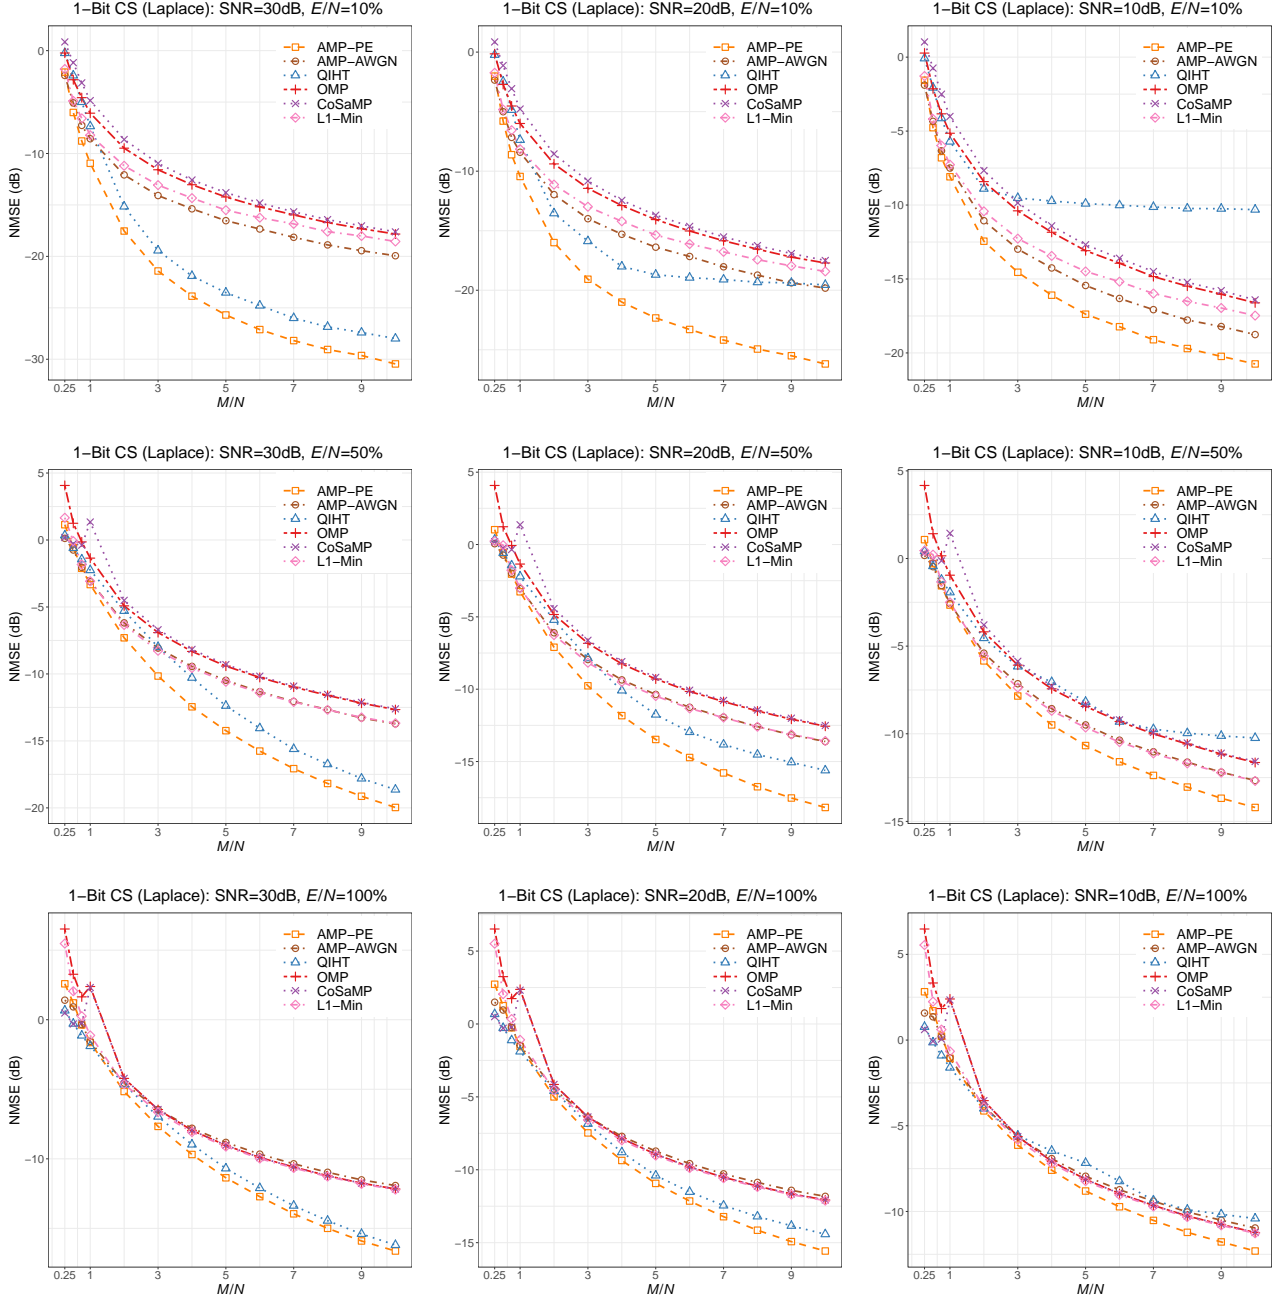 1-Bit CS (Laplace): SNR=30dB, E/N=10%
NMSE (dB)
0
−10
−20
−30
AMP−PE
AMP−AWGN
QIHT
OMP
CoSaMP
L1−Min
0.25 1 3 5 7 9
M/N
1-Bit CS (Laplace): SNR=20dB, E/N=10%
NMSE (dB)
0
−10
−20
AMP−PE
AMP−AWGN
QIHT
OMP
CoSaMP
L1−Min
0.25 1 3 5 7 9
M/N
1-Bit CS (Laplace): SNR=10dB, E/N=10%
NMSE (dB)
0
−5
−10
−15
−20
AMP−PE
AMP−AWGN
QIHT
OMP
CoSaMP
L1−Min
0.25 1 3 5 7 9
M/N
1-Bit CS (Laplace): SNR=30dB, E/N=50%
NMSE (dB)
5
0
−5
−10
−15
−20
AMP−PE
AMP−AWGN
QIHT
OMP
CoSaMP
L1−Min
0.25 1 3 5 7 9
M/N
1-Bit CS (Laplace): SNR=20dB, E/N=50%
NMSE (dB)
5
0
−5
−10
−15
AMP−PE
AMP−AWGN
QIHT
OMP
CoSaMP
L1−Min
0.25 1 3 5 7 9
M/N
1-Bit CS (Laplace): SNR=10dB, E/N=50%
NMSE (dB)
5
0
−5
−10
−15
AMP−PE
AMP−AWGN
QIHT
OMP
CoSaMP
L1−Min
0.25 1 3 5 7 9
M/N
1-Bit CS (Laplace): SNR=30dB, E/N=100%
NMSE (dB)
0
−10
AMP−PE
AMP−AWGN
QIHT
OMP
CoSaMP
L1−Min
0.25 1 3 5 7 9
M/N
1-Bit CS (Laplace): SNR=20dB, E/N=100%
NMSE (dB)
5
0
−5
−10
−15
AMP−PE
AMP−AWGN
QIHT
OMP
CoSaMP
L1−Min
0.25 1 3 5 7 9
M/N
1-Bit CS (Laplace): SNR=10dB, E/N=100%
NMSE (dB)
5
0
−5
−10
AMP−PE
AMP−AWGN
QIHT
OMP
CoSaMP
L1−Min
0.25 1 3 5 7 9
M/N